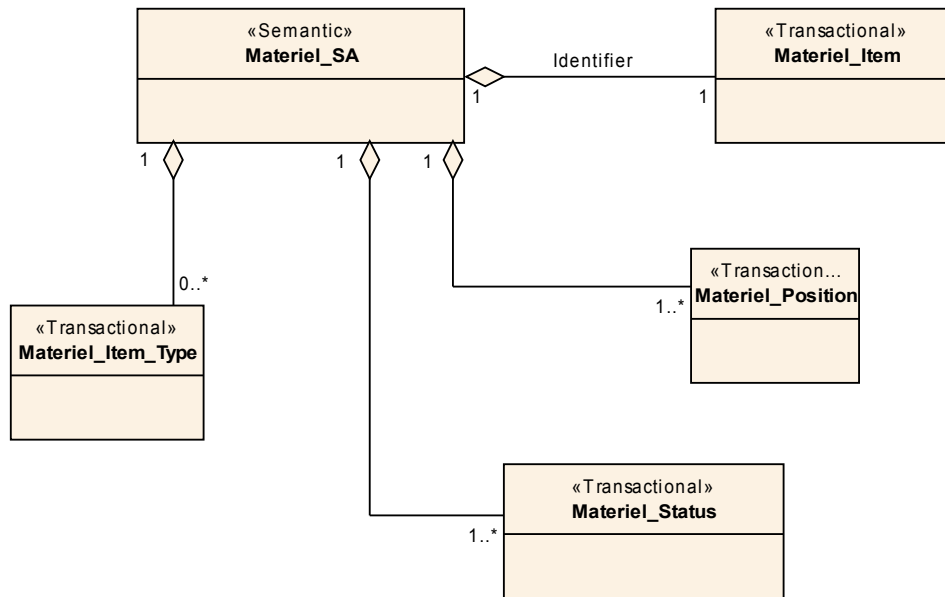 «Semantic»
Materiel_SA
«Transactional»
Materiel_Item
Identifier
1
1
1
1
1
0..*
«Transaction...
Materiel_Position
1..*
«Transactional»
Materiel_Item_Type
«Transactional»
Materiel_Status
1..*